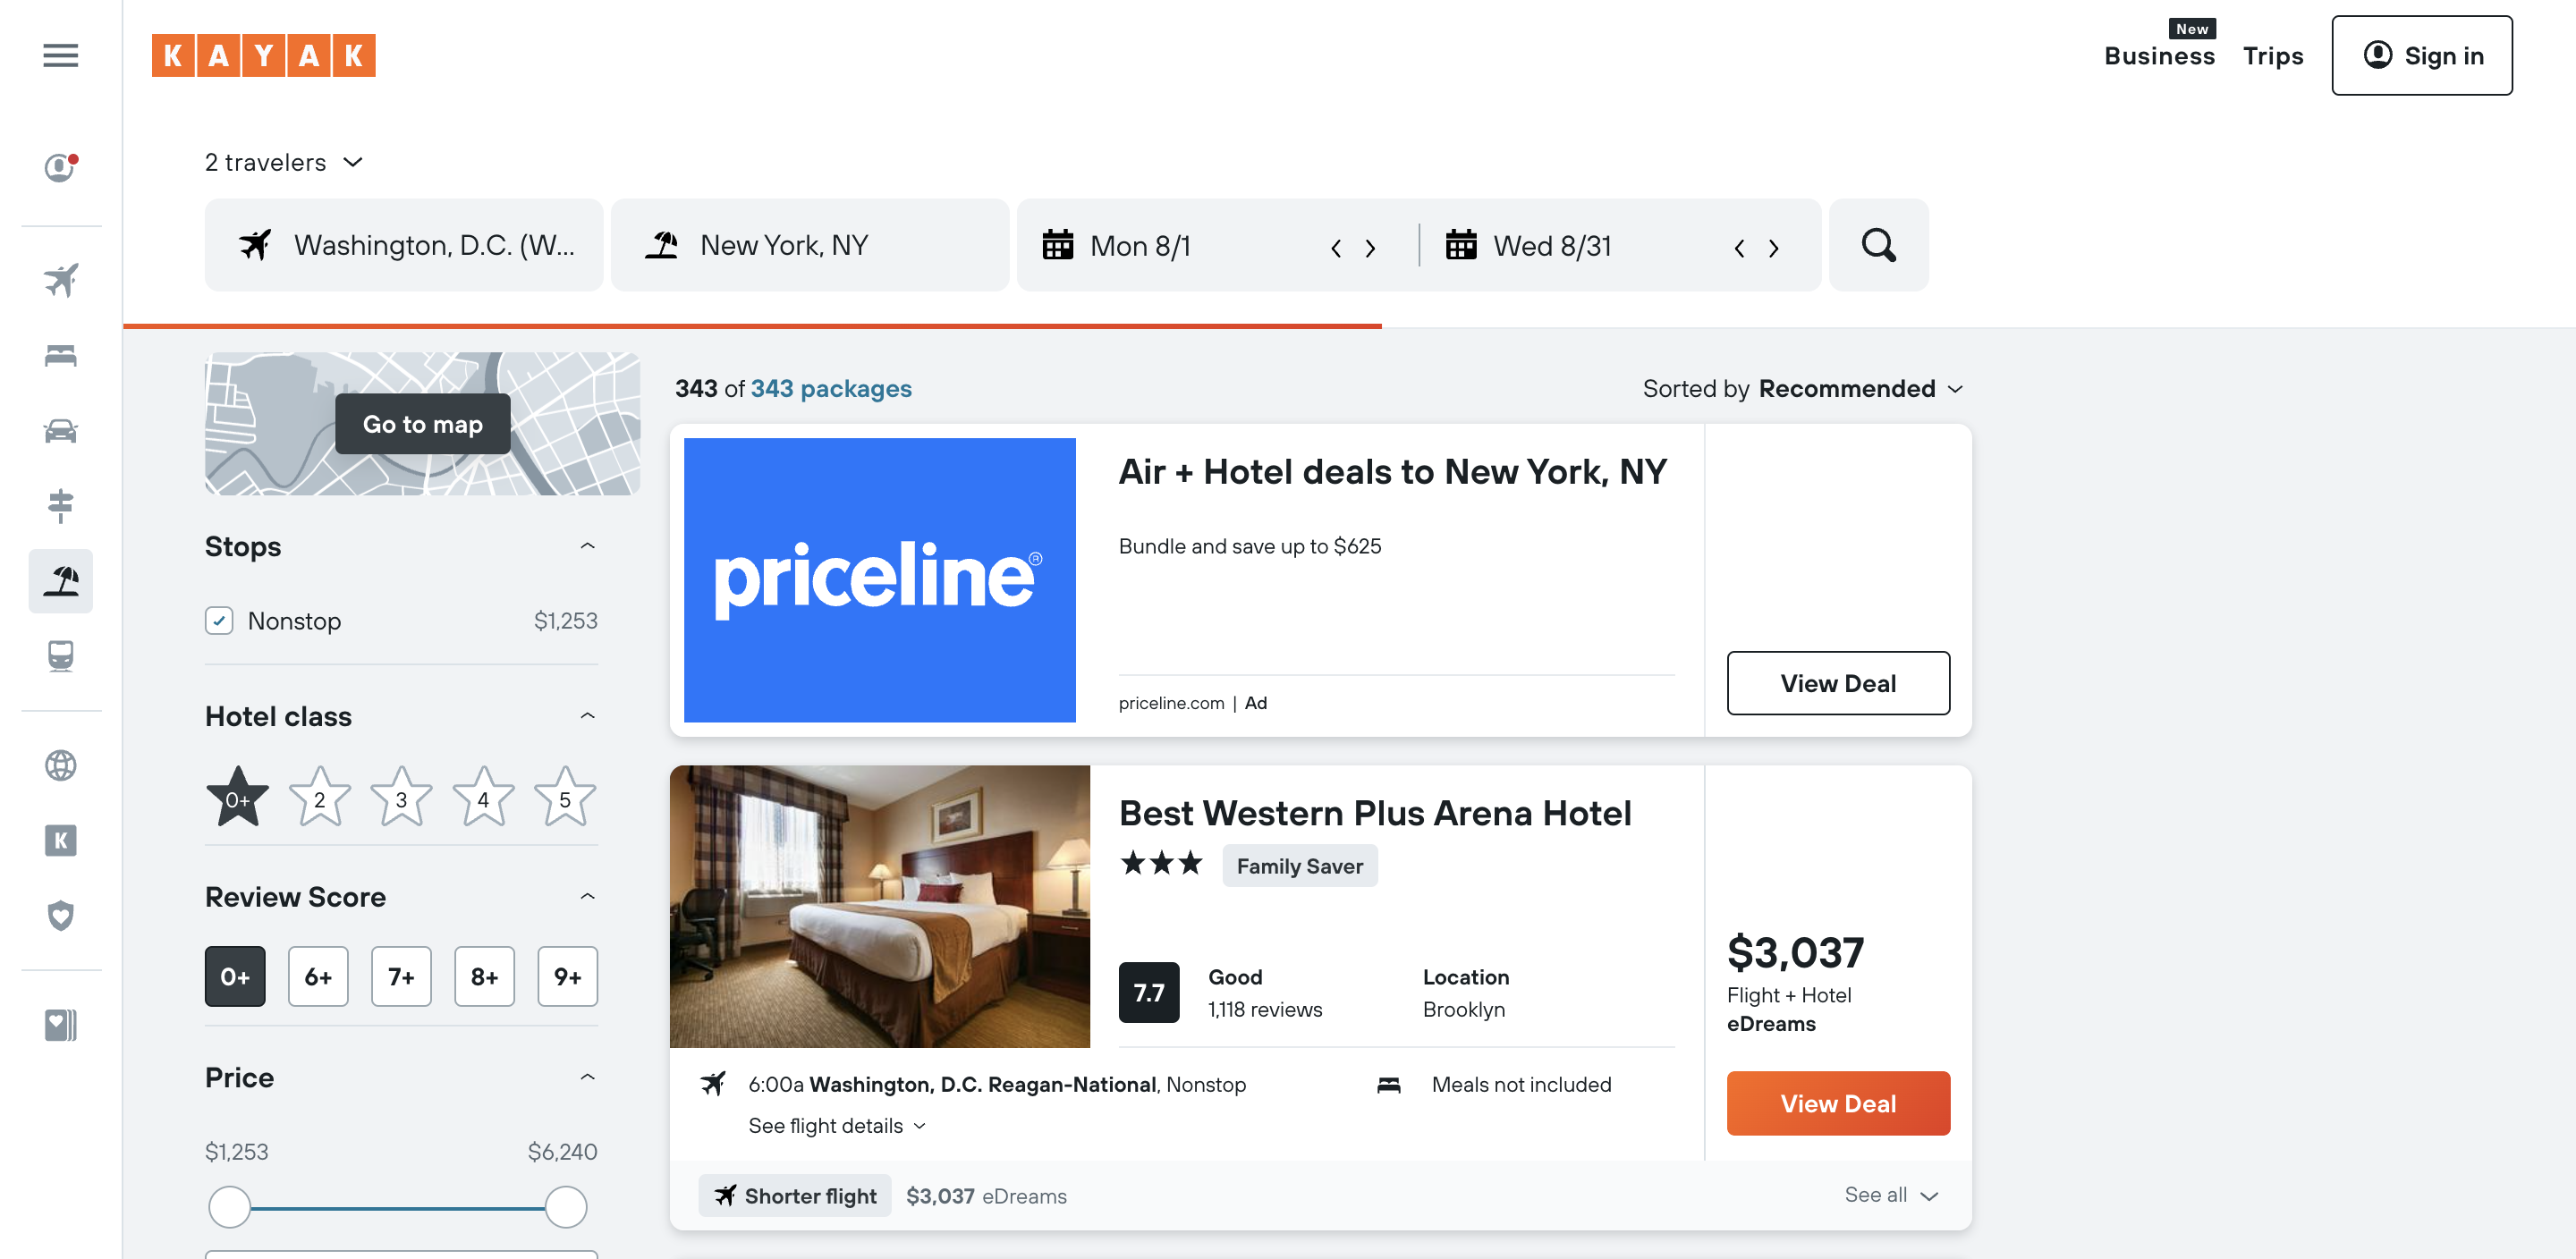 KAYAK
New
Business
Trips
Sign in
2 travelers
Washington, D.C. (W...
New York, NY
Mon 8/1
Wed 8/31
Go to map
343 of 343 packages
Sorted by Recommended
Stops
Nonstop
$1,253
Hotel class
0+
2
3
4
5
Review Score
0+
6+
7+
8+
9+
Price
$1,253
$6,240
priceline®
Air + Hotel deals to New York, NY
Bundle and save up to $625
priceline.com | Ad
View Deal
Best Western Plus Arena Hotel
Family Saver
7.7
Good
1,118 reviews
Location
Brooklyn
$3,037
Flight + Hotel
eDreams
View Deal
6:00a Washington, D.C. Reagan-National, Nonstop
See flight details
Meals not included
Shorter flight
$3,037 eDreams
See all
K